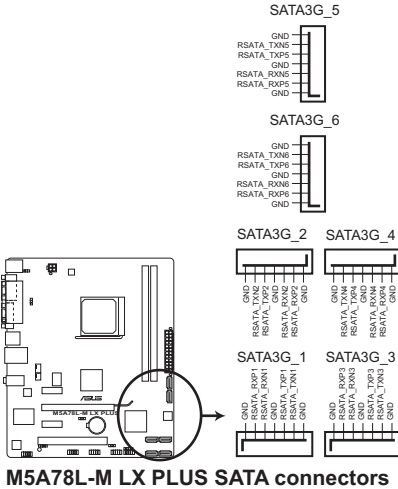 SATA3G_5
GND
RSATA_TXN5
RSATA_TXP5
GND
RSATA_RXN5
RSATA_RXP5
GND
SATA3G_6
GND
RSATA_TXN6
RSATA_TXP6
GND
RSATA_RXN6
RSATA_RXP6
GND
SATA3G_2
GND
RSATA_TXN2
RSATA_TXP2
GND
RSATA_RXN2
RSATA_RXP2
GND
SATA3G_4
GND
RSATA_TXN4
RSATA_TXP4
GND
RSATA_RXN4
RSATA_RXP4
GND
SATA3G_1
GND
RSATA_RXP1
RSATA_RXN1
GND
RSATA_TXP1
RSATA_TXN1
GND
SATA3G_3
GND
RSATA_RXP3
RSATA_RXN3
GND
RSATA_TXP3
RSATA_TXN3
GND
ASUS
M5A78L-M LX PLUS
M5A78L-M LX PLUS SATA connectors